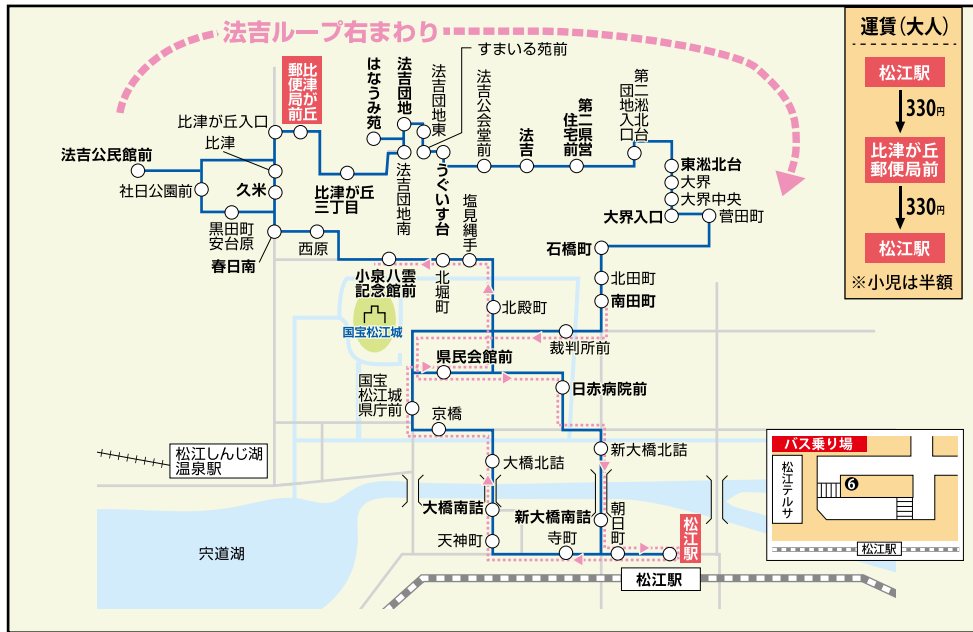 法吉ループ右まわり
運賃(大人)
松江駅
330円
比津が丘
郵便局前
330円
松江駅
※小児は半額
比津が丘
郵便局前
はなうみ苑
法吉団地
法吉団地東
すまいる苑前
法吉公会堂前
法吉
第二県営
住宅前
第二淞北台
団地入口
比津が丘入口
比津
法吉公民館前
社日公園前
久米
黒田町
安台原
春日南
西原
比津が丘
三丁目
法吉団地南
うぐいす台
塩見縄手
東淞北台
大界
大界中央
大界入口
菅田町
石橋町
北田町
南田町
小泉八雲
記念館前
北堀町
北殿町
国宝松江城
裁判所前
県民会館前
国宝
松江城
県庁前
日赤病院前
京橋
新大橋北詰
大橋北詰
松江しんじ湖
温泉駅
大橋南詰
新大橋南詰
朝日町
松江駅
天神町
寺町
宍道湖
松江駅
バス乗り場
松江テルサ
6
松江駅